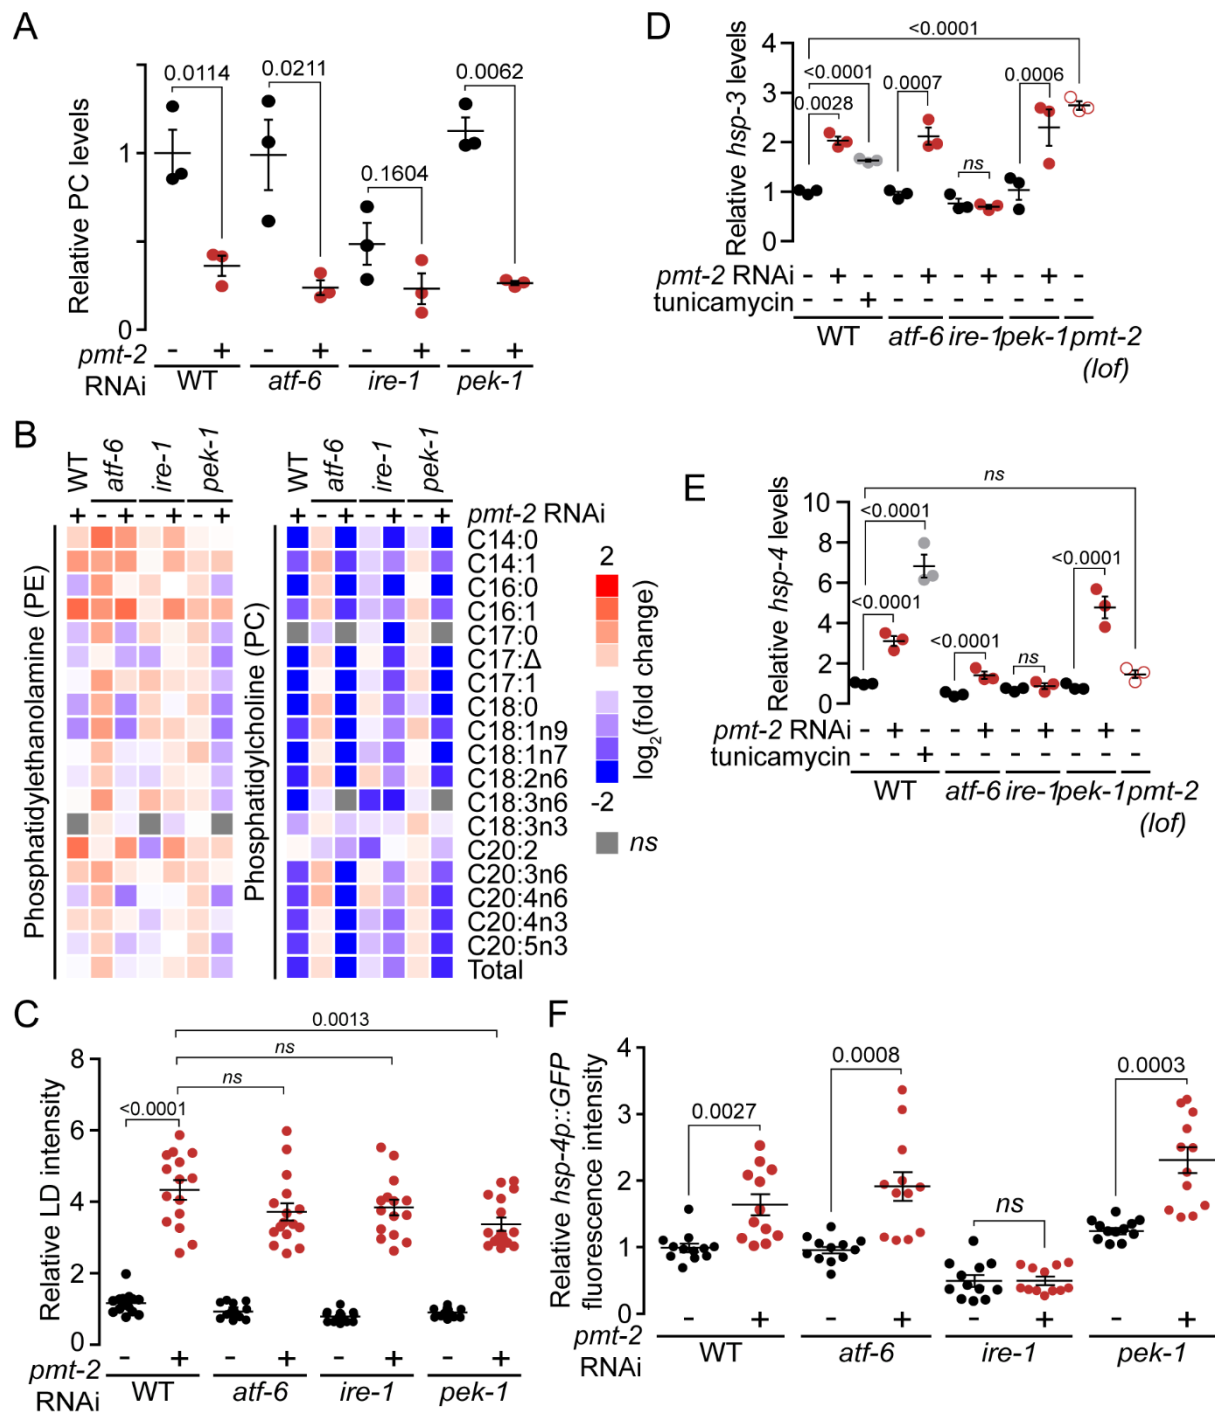 A
Relative PC levels
1
0
0.0114
0.0211
0.1604
0.0062
pmt-2
RNAi
- + - + - + - +
WT atf-6 ire-1 pek-1
B
WT atf-6 ire-1 pek-1 WT atf-6 ire-1 pek-1
+ - + - + - + + - + - + - + pmt-2 RNAi
Phosphatidylethanolamine (PE)
Phosphatidylcholine (PC)
C14:0
C14:1
C16:0
C16:1
C17:0
C17:Δ
C17:1
C18:0
C18:1n9
C18:1n7
C18:2n6
C18:3n6
C18:3n3
C20:2
C20:3n6
C20:4n6
C20:4n3
C20:5n3
Total
2
log2(fold change)
-2
ns
C
Relative LD intensity
8
6
4
2
0
0.0013
ns
ns
<0.0001
pmt-2
RNAi
- + - + - + - +
WT atf-6 ire-1 pek-1
D
Relative hsp-3 levels
4
3
2
1
0
<0.0001
<0.0001
0.0028
0.0007
ns
0.0006
pmt-2 RNAi - + - - + - + - + -
tunicamycin - - + - - - - - - -
WT atf-6 ire-1 pek-1 pmt-2
(lof)
E
Relative hsp-4 levels
10
8
6
4
2
0
ns
<0.0001
<0.0001
<0.0001
ns
<0.0001
pmt-2 RNAi - + - - + - + - + -
tunicamycin - - + - - - - - - -
WT atf-6 ire-1 pek-1 pmt-2
(lof)
F
Relative hsp-4p::GFP
fluorescence intensity
4
3
2
1
0
0.0027
0.0008
ns
0.0003
pmt-2
RNAi
- + - + - + - +
WT atf-6 ire-1 pek-1